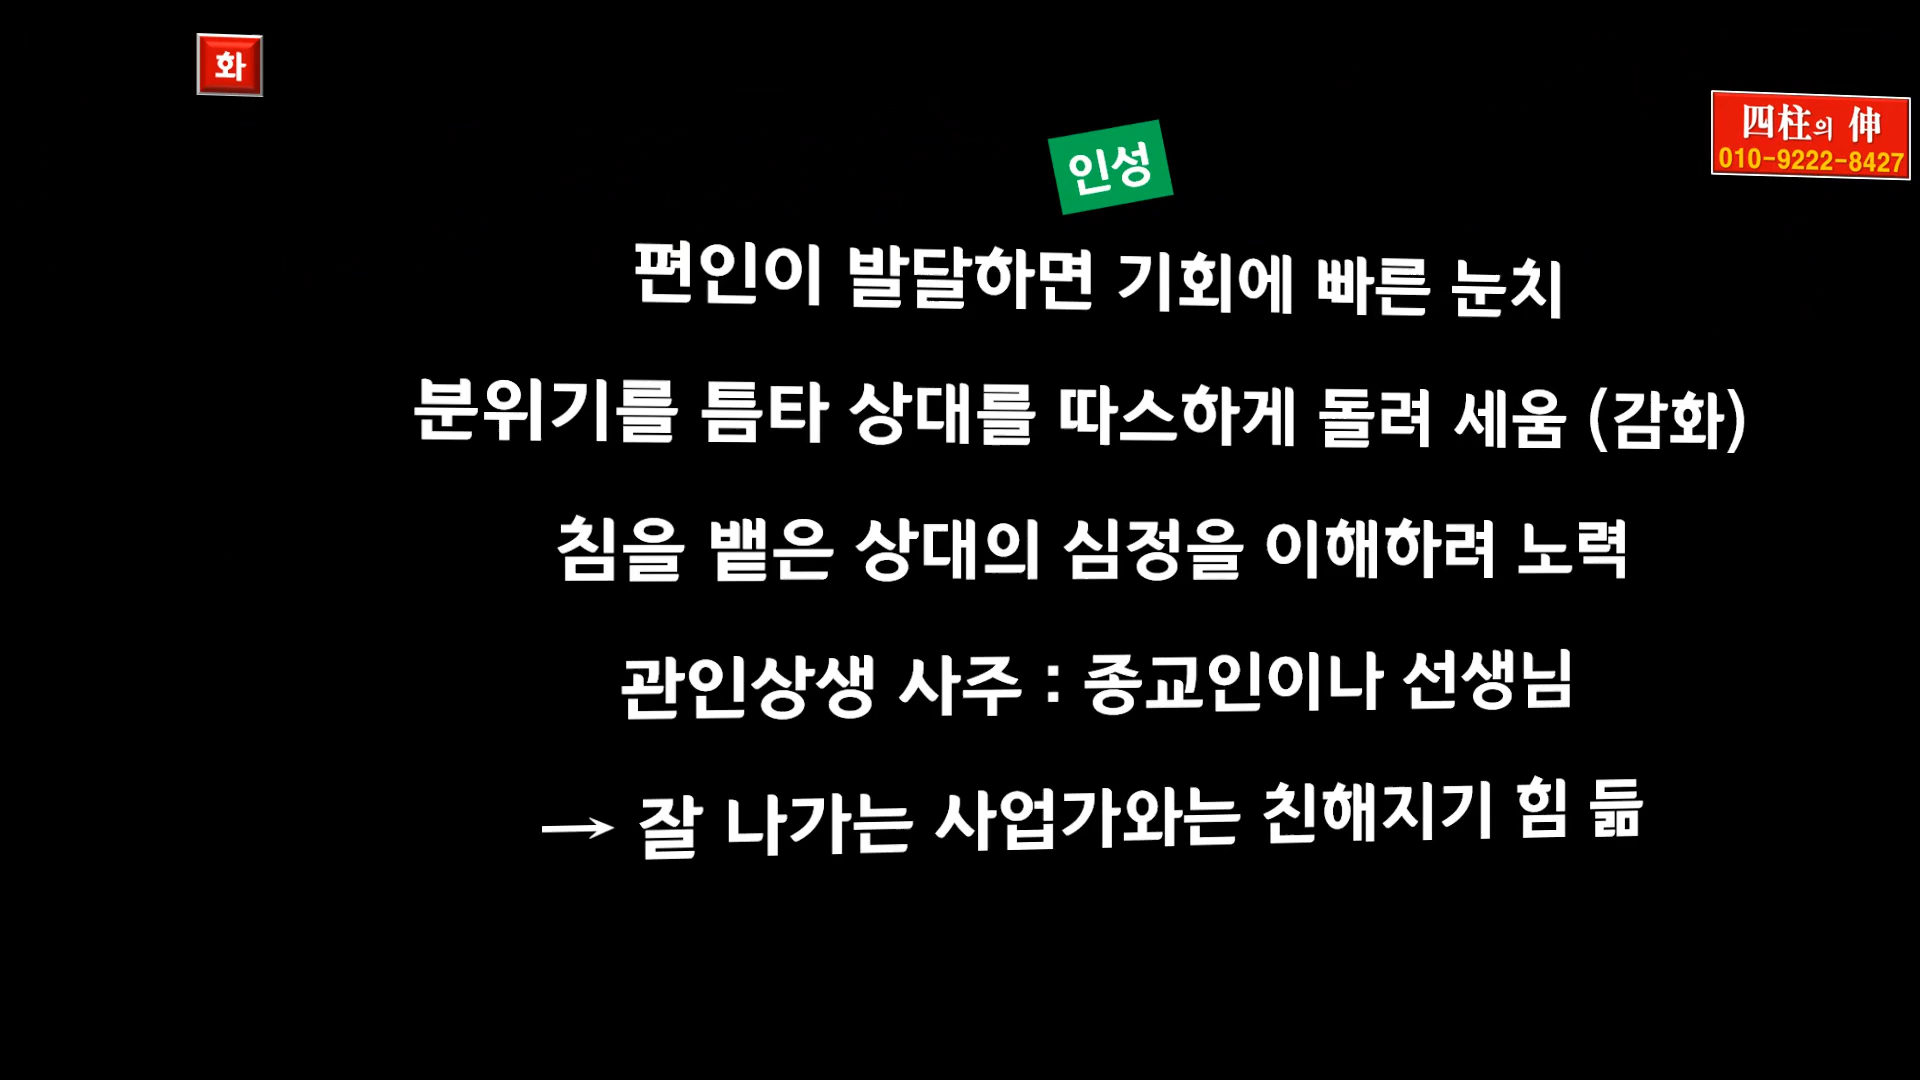 화
四柱의 伸
010-9222-8427
인성
편인이 발달하면 기회에 빠른 눈치
분위기를 틈타 상대를 따스하게 돌려 세움 (감화)
침을 뱉은 상대의 심정을 이해하려 노력
관인상생 사주 : 종교인이나 선생님
→ 잘 나가는 사업가와는 친해지기 힘 듦